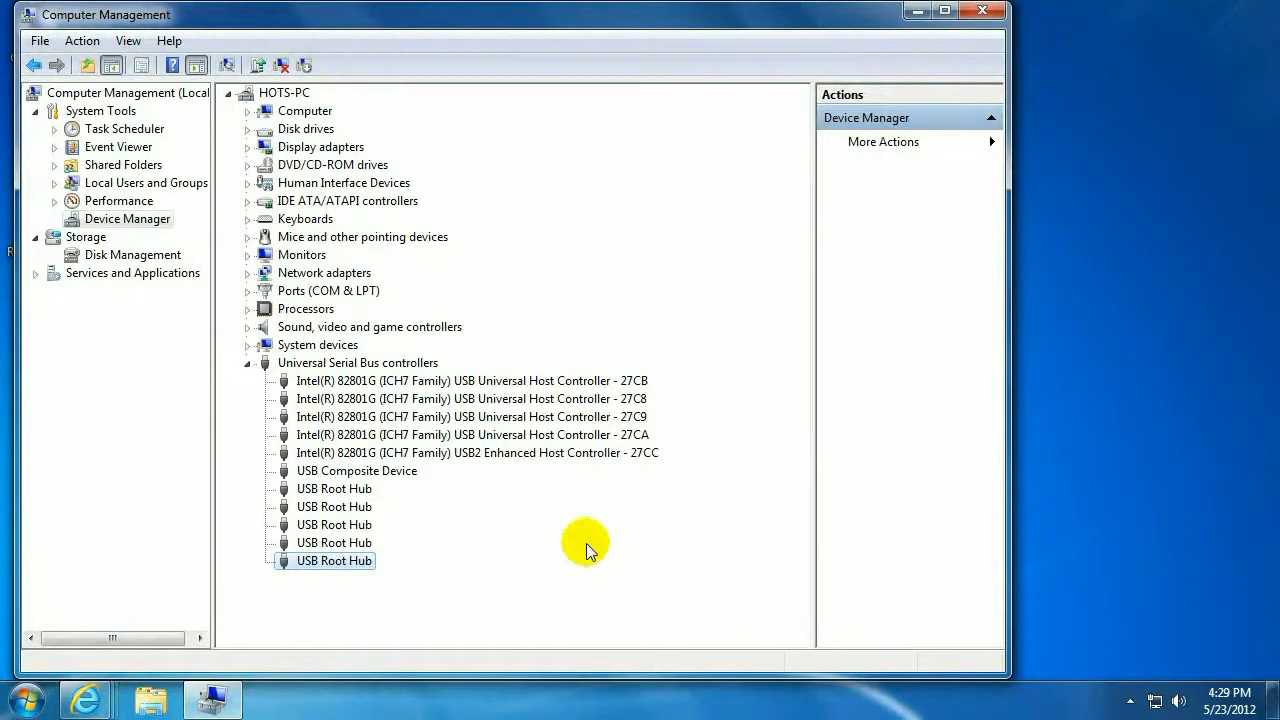 Computer Management
File Action View Help
Computer Management (Local
System Tools
Task Scheduler
Event Viewer
Shared Folders
Local Users and Groups
Performance
Device Manager
Storage
Disk Management
Services and Applications
HOTS-PC
Computer
Disk drives
Display adapters
DVD/CD-ROM drives
Human Interface Devices
IDE ATA/ATAPI controllers
Keyboards
Mice and other pointing devices
Monitors
Network adapters
Ports (COM & LPT)
Processors
Sound, video and game controllers
System devices
Universal Serial Bus controllers
Intel(R) 82801G (ICH7 Family) USB Universal Host Controller - 27CB
Intel(R) 82801G (ICH7 Family) USB Universal Host Controller - 27C8
Intel(R) 82801G (ICH7 Family) USB Universal Host Controller - 27C9
Intel(R) 82801G (ICH7 Family) USB Universal Host Controller - 27CA
Intel(R) 82801G (ICH7 Family) USB2 Enhanced Host Controller - 27CC
USB Composite Device
USB Root Hub
USB Root Hub
USB Root Hub
USB Root Hub
USB Root Hub
Actions
Device Manager
More Actions
4:29 PM
5/23/2012